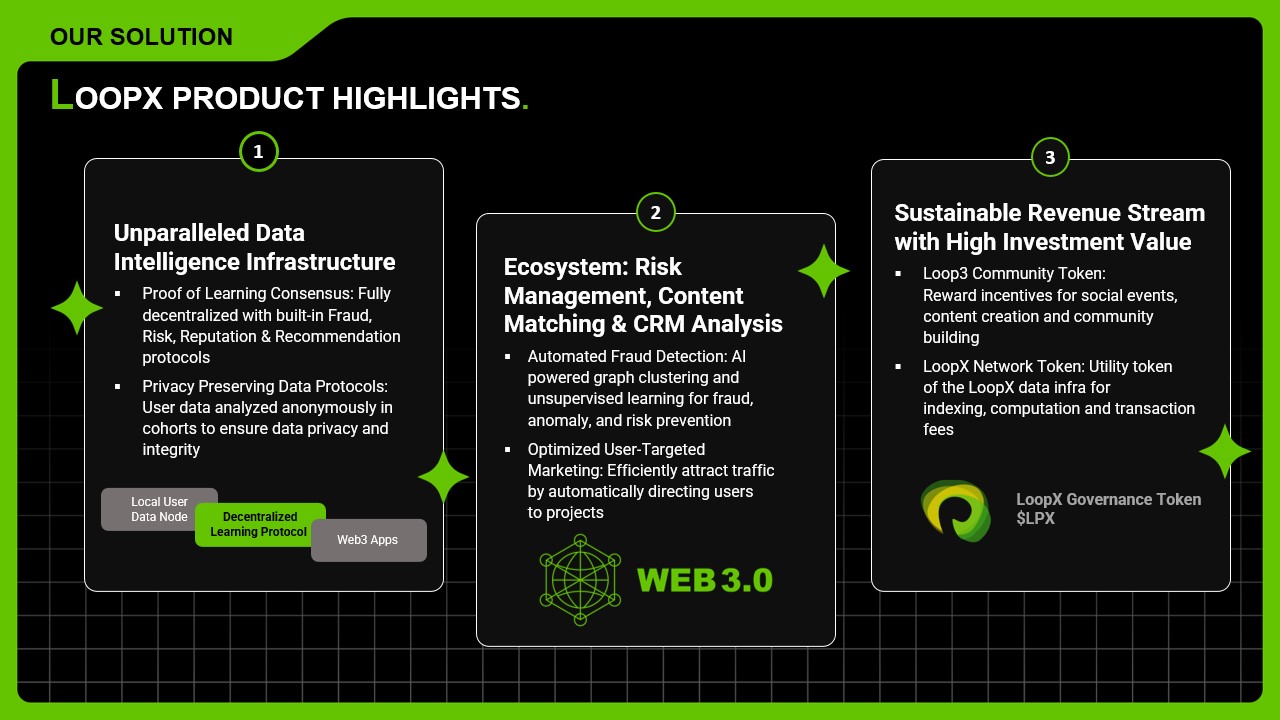 OUR SOLUTION
LOOPX PRODUCT HIGHLIGHTS.
1
Unparalleled Data
Intelligence Infrastructure
▪ Proof of Learning Consensus: Fully
decentralized with built-in Fraud,
Risk, Reputation & Recommendation
protocols
▪ Privacy Preserving Data Protocols:
User data analyzed anonymously in
cohorts to ensure data privacy and
integrity
Local User
Data Node
Decentralized
Learning Protocol
Web3 Apps
2
Ecosystem: Risk
Management, Content
Matching & CRM Analysis
▪ Automated Fraud Detection: AI
powered graph clustering and
unsupervised learning for fraud,
anomaly, and risk prevention
▪ Optimized User-Targeted
Marketing: Efficiently attract traffic
by automatically directing users
to projects
WEB 3.0
3
Sustainable Revenue Stream
with High Investment Value
▪ Loop3 Community Token:
Reward incentives for social events,
content creation and community
building
▪ LoopX Network Token: Utility token
of the LoopX data infra for
indexing, computation and transaction
fees
LoopX Governance Token
$LPX